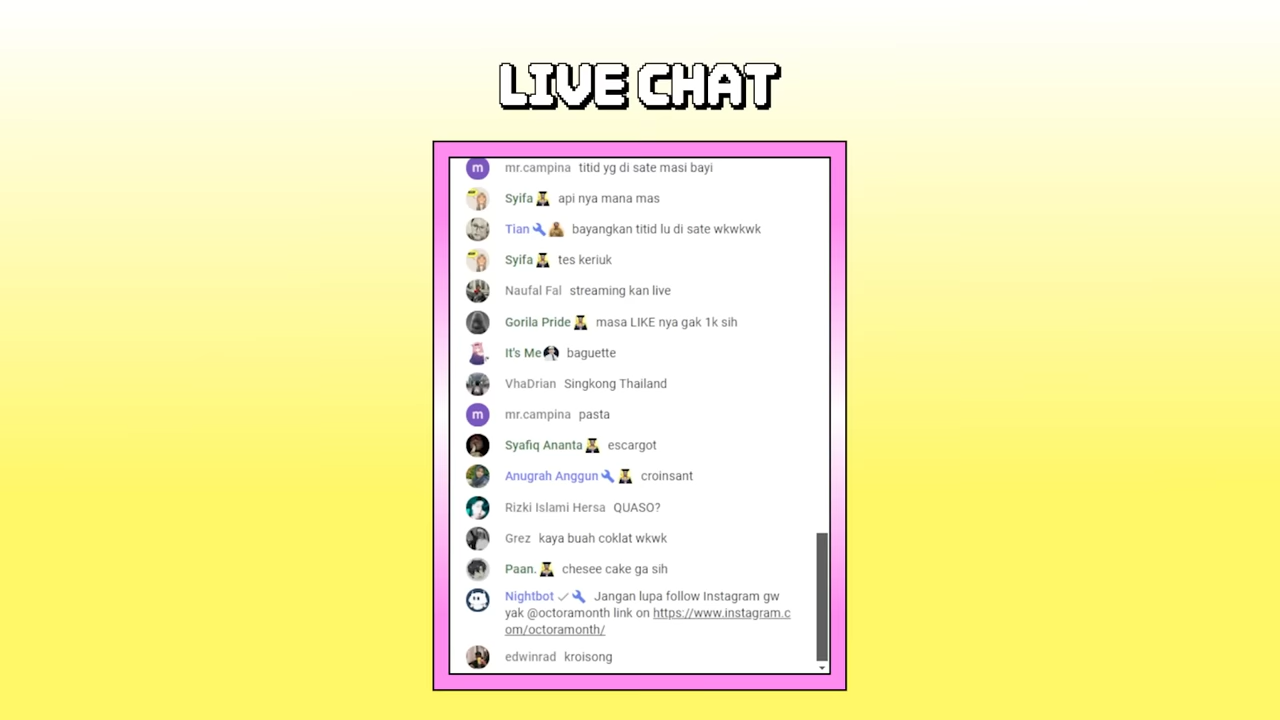 LIVE CHAT
m mr.campina titid yg di sate masi bayi
Syifa api nya mana mas
Tian bayangkan titid lu di sate wkwkwk
Syifa tes keriuk
Naufal Fal streaming kan live
Gorila Pride masa LIKE nya gak 1k sih
It's Me baguette
VhaDrian Singkong Thailand
m mr.campina pasta
Syafiq Ananta escargot
Anugrah Anggun croinsant
Rizki Islami Hersa QUASO?
Grez kaya buah coklat wkwk
Paan. chesee cake ga sih
Nightbot Jangan lupa follow Instagram gw
yak @octoramonth link on https://www.instagram.c
om/octoramonth/
edwinrad kroisong